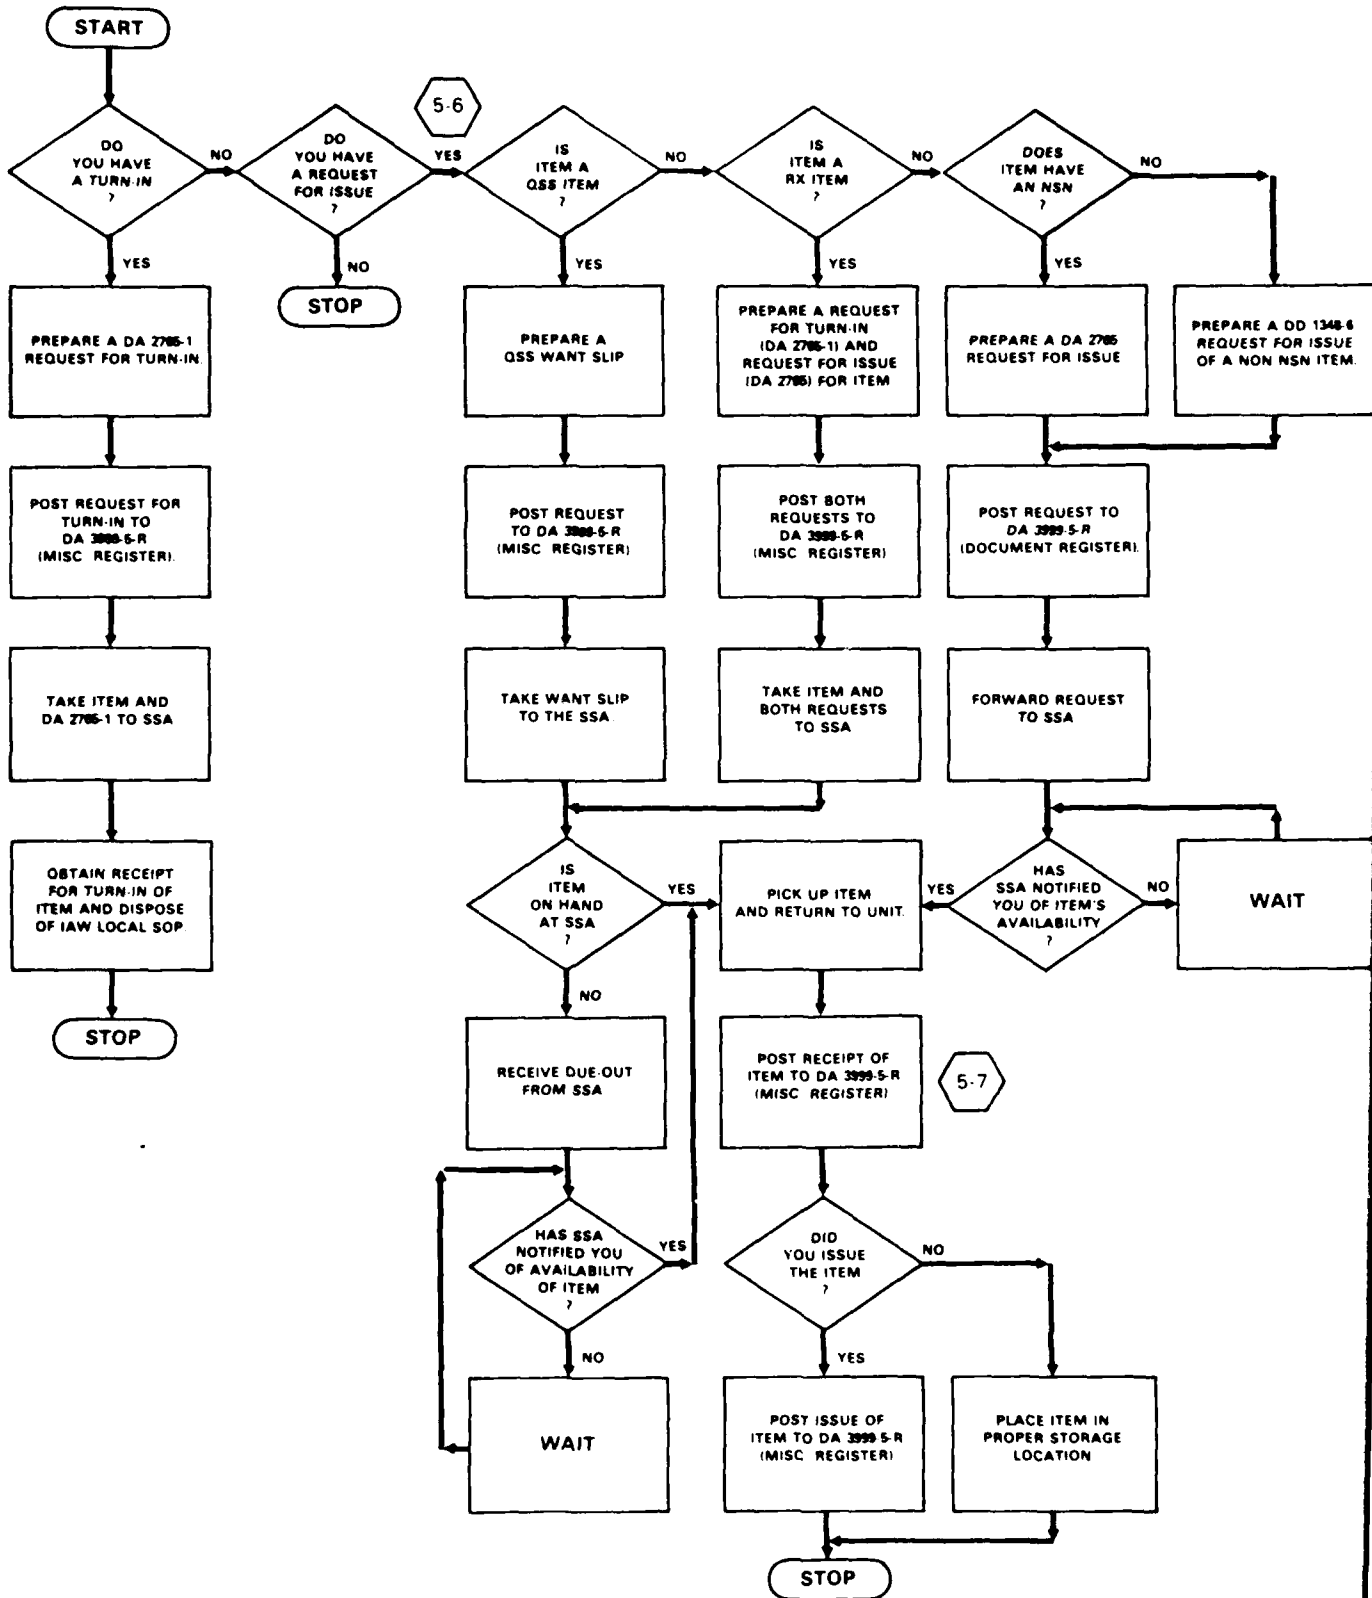 START
5-6
DO
YOU HAVE
A TURN-IN
?
NO
YES
DO
YOU HAVE
A REQUEST
FOR ISSUE
?
YES
NO
STOP
IS
ITEM A
QSS ITEM
?
NO
YES
IS
ITEM A
RX ITEM
?
NO
YES
DOES
ITEM HAVE
AN NSN
?
NO
YES
PREPARE A DA 2765-1
REQUEST FOR TURN-IN.
PREPARE A
QSS WANT SLIP
PREPARE A REQUEST
FOR TURN-IN
(DA 2765-1) AND
REQUEST FOR ISSUE
(DA 2765) FOR ITEM
PREPARE A DA 2765
REQUEST FOR ISSUE
PREPARE A DD 1348-6
REQUEST FOR ISSUE
OF A NON NSN ITEM.
POST REQUEST FOR
TURN-IN TO
DA
(MISC REGISTER).
POST REQUEST
TO DA
(MISC REGISTER)
POST BOTH
REQUESTS TO
DA 3999-5-R
(MISC REGISTER)
POST REQUEST TO
DA 3999-5-R
(DOCUMENT REGISTER).
TAKE ITEM AND
DA 2765-1 TO SSA
TAKE WANT SLIP
TO THE SSA.
TAKE ITEM AND
BOTH REQUESTS
TO SSA
FORWARD REQUEST
TO SSA
OBTAIN RECEIPT
FOR TURN-IN OF
ITEM AND DISPOSE
OF IAW LOCAL SOP.
STOP
IS
ITEM
ON HAND
AT SSA
?
YES
NO
PICK UP ITEM
AND RETURN TO UNIT.
YES
HAS
SSA NOTIFIED
YOU OF ITEM'S
AVAILABILITY
?
NO
WAIT
RECEIVE DUE-OUT
FROM SSA
POST RECEIPT OF
ITEM TO DA 3999-5-R
(MISC REGISTER)
5-7
HAS SSA
NOTIFIED YOU
OF AVAILABILITY
OF ITEM
?
YES
NO
DID
YOU ISSUE
THE ITEM
?
NO
YES
WAIT
POST ISSUE OF
ITEM TO DA 3999-5-R
(MISC REGISTER)
PLACE ITEM IN
PROPER STORAGE
LOCATION
STOP